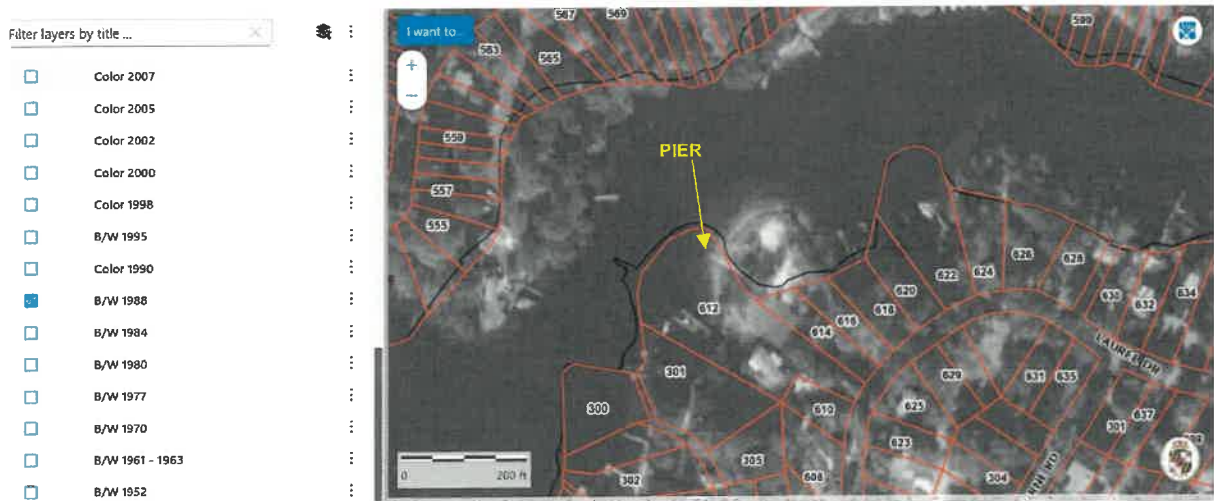 Filter layers by title ...
Color 2007
Color 2005
Color 2002
Color 2000
Color 1998
B/W 1995
Color 1990
B/W 1988
B/W 1984
B/W 1980
B/W 1977
B/W 1970
B/W 1961 - 1963
B/W 1952
I want to...
+
−
567
569
599
563
565
559
557
555
PIER
626
628
622
624
620
618
616
614
612
630
632
634
LAUREL DR
301
300
629
631
635
610
625
637
301
623
305
302
608
304
0
200 ft